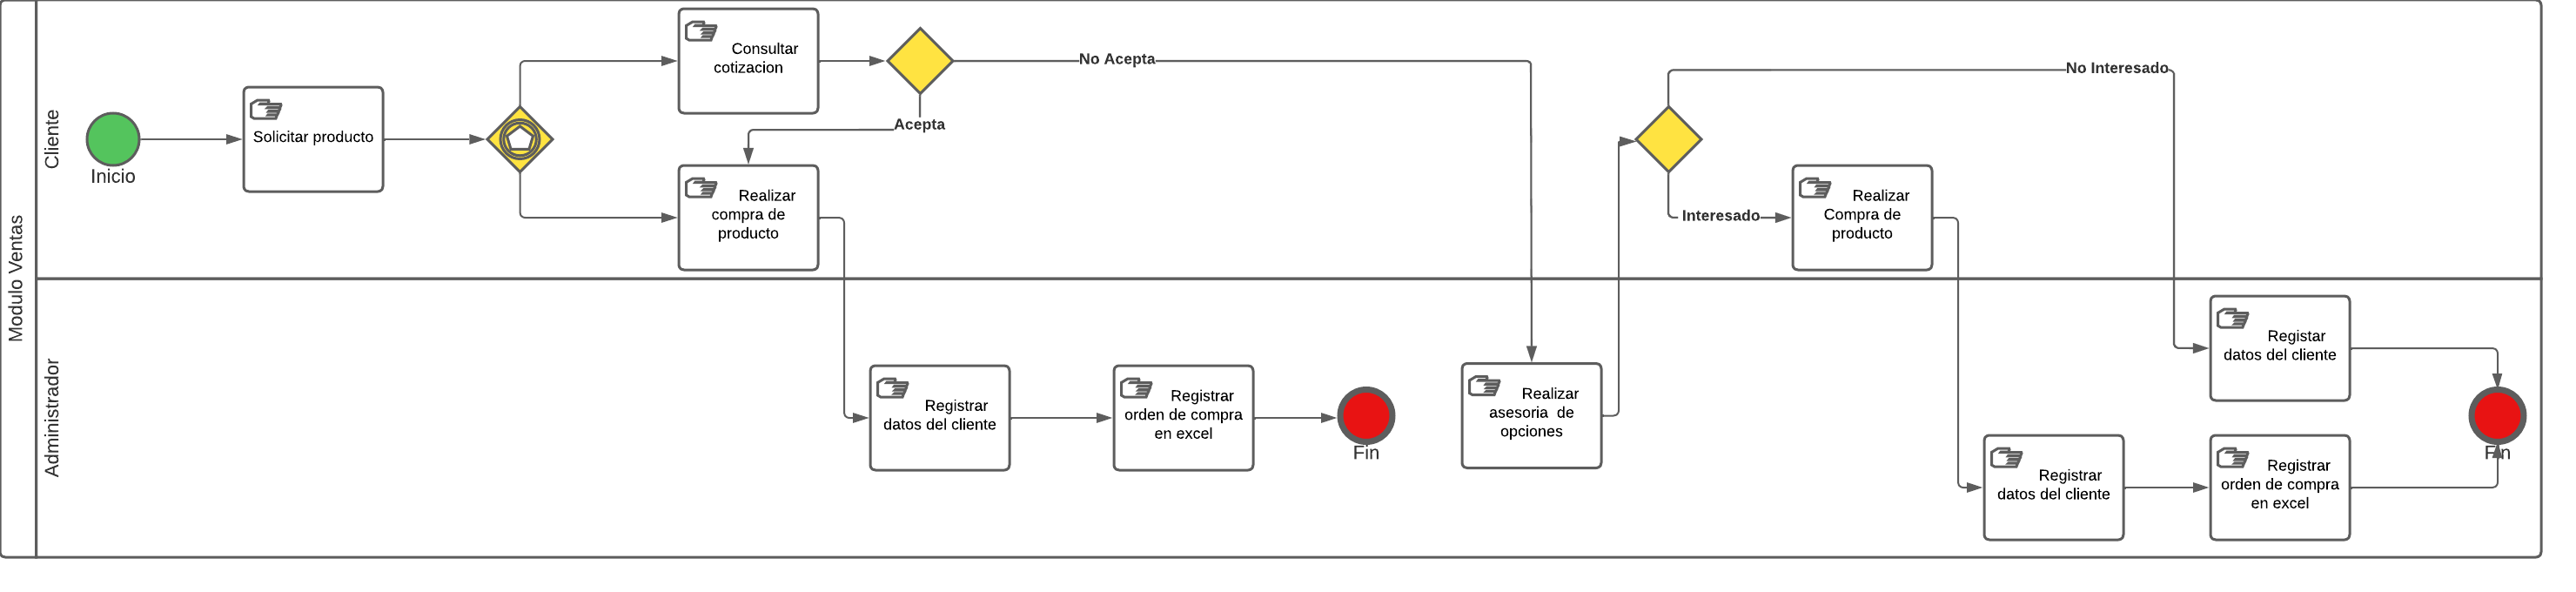 Modulo Ventas
Cliente
Inicio
Solicitar producto
Consultar
cotizacion
No Acepta
Acepta
Realizar
compra de
producto
No Interesado
Interesado
Realizar
Compra de
producto
Administrador
Registrar
datos del cliente
Registrar
orden de compra
en excel
Fin
Realizar
asesoria de
opciones
Registar
datos del cliente
Registrar
datos del cliente
Registrar
orden de compra
en excel
Fin